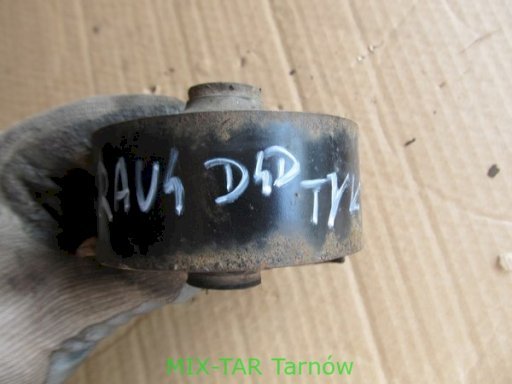 RAV4 D4D TYŁ
MIX-TAR Tarnów